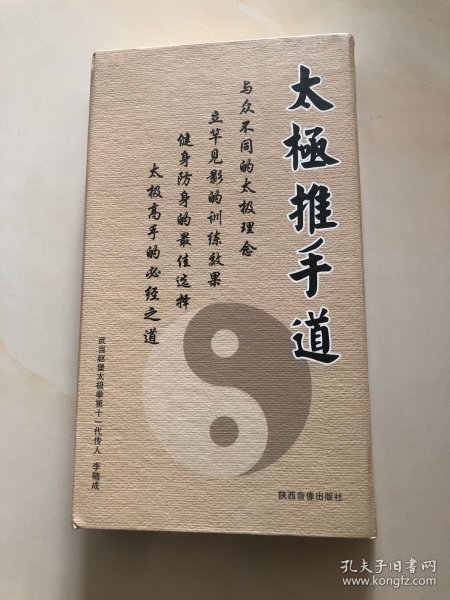 太極推手道
与众不同的太极理念
立竿见影的训练效果
健身防身的最佳选择
太极高手的必经之道
武当赵堡太极拳第十一代传人 李随成
陕西音像出版社
孔夫子旧书网
www.kongfz.com